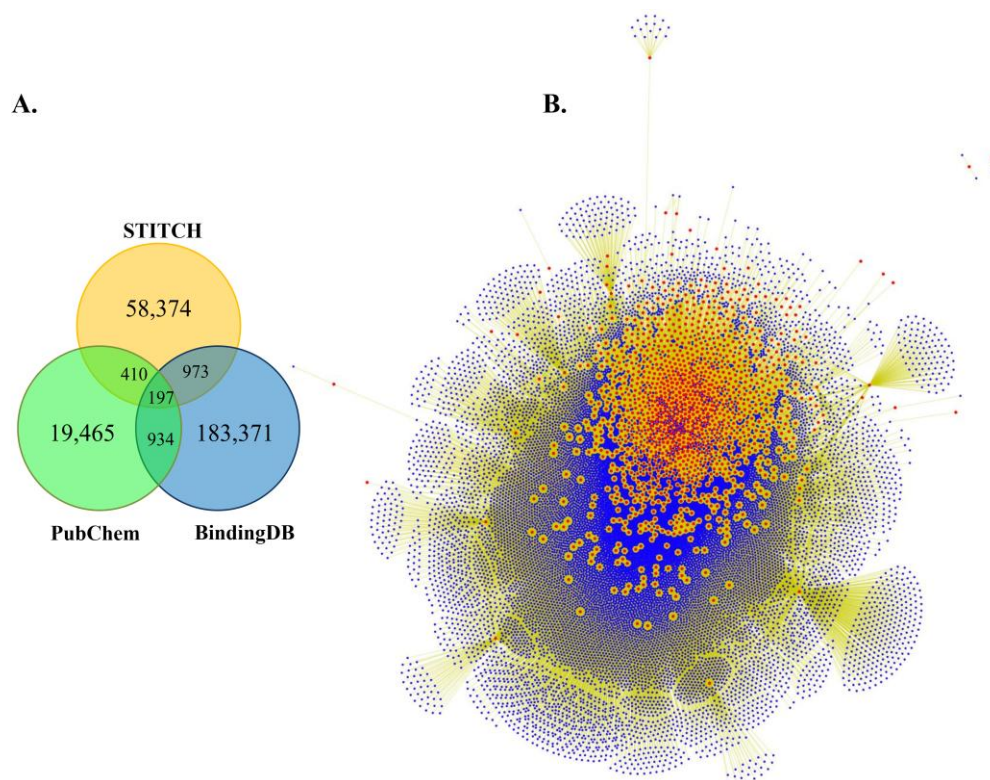 A.
B.
STITCH
58,374
410
973
197
19,465
934
183,371
PubChem
BindingDB